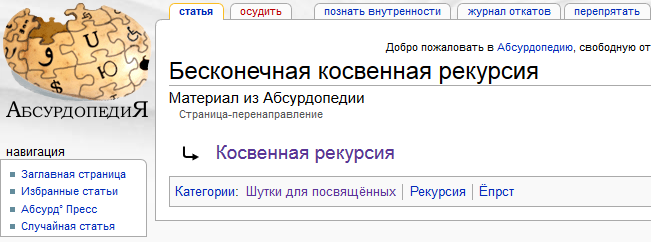 статья осудить познать внутренности журнал откатов перепрятать
Добро пожаловать в Абсурдопедию, свободную от
Бесконечная косвенная рекурсия
АБСУРДОПЕДИЯ
Материал из Абсурдопедии
Страница-перенаправление
навигация
Косвенная рекурсия
Заглавная страница
Избранные статьи
Абсурд° Пресс
Случайная статья
Категории: Шутки для посвящённых | Рекурсия | Ёпрст